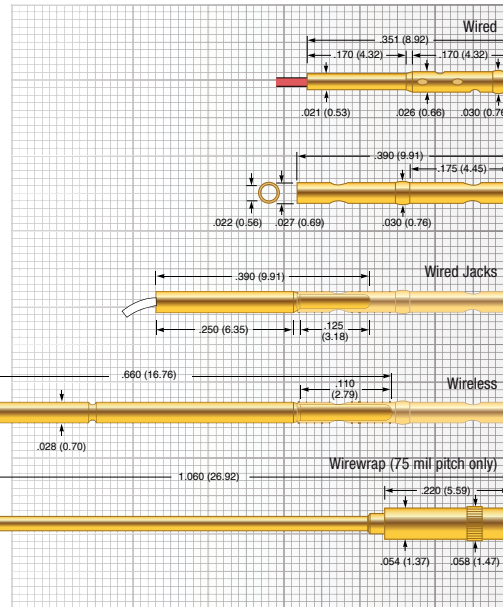 Wired
.351 (8.92)
.170 (4.32) .170 (4.32)
.021 (0.53) .026 (0.66) .030 (0.76
.390 (9.91)
.175 (4.45)
.022 (0.56) .027 (0.69) .030 (0.76)
.390 (9.91) Wired Jacks
.250 (6.35) .125
(3.18)
.660 (16.76) Wireless
.110
(2.79)
.028 (0.70)
Wirewrap (75 mil pitch only)
1.060 (26.92)
.220 (5.59)
.054 (1.37) .058 (1.47)